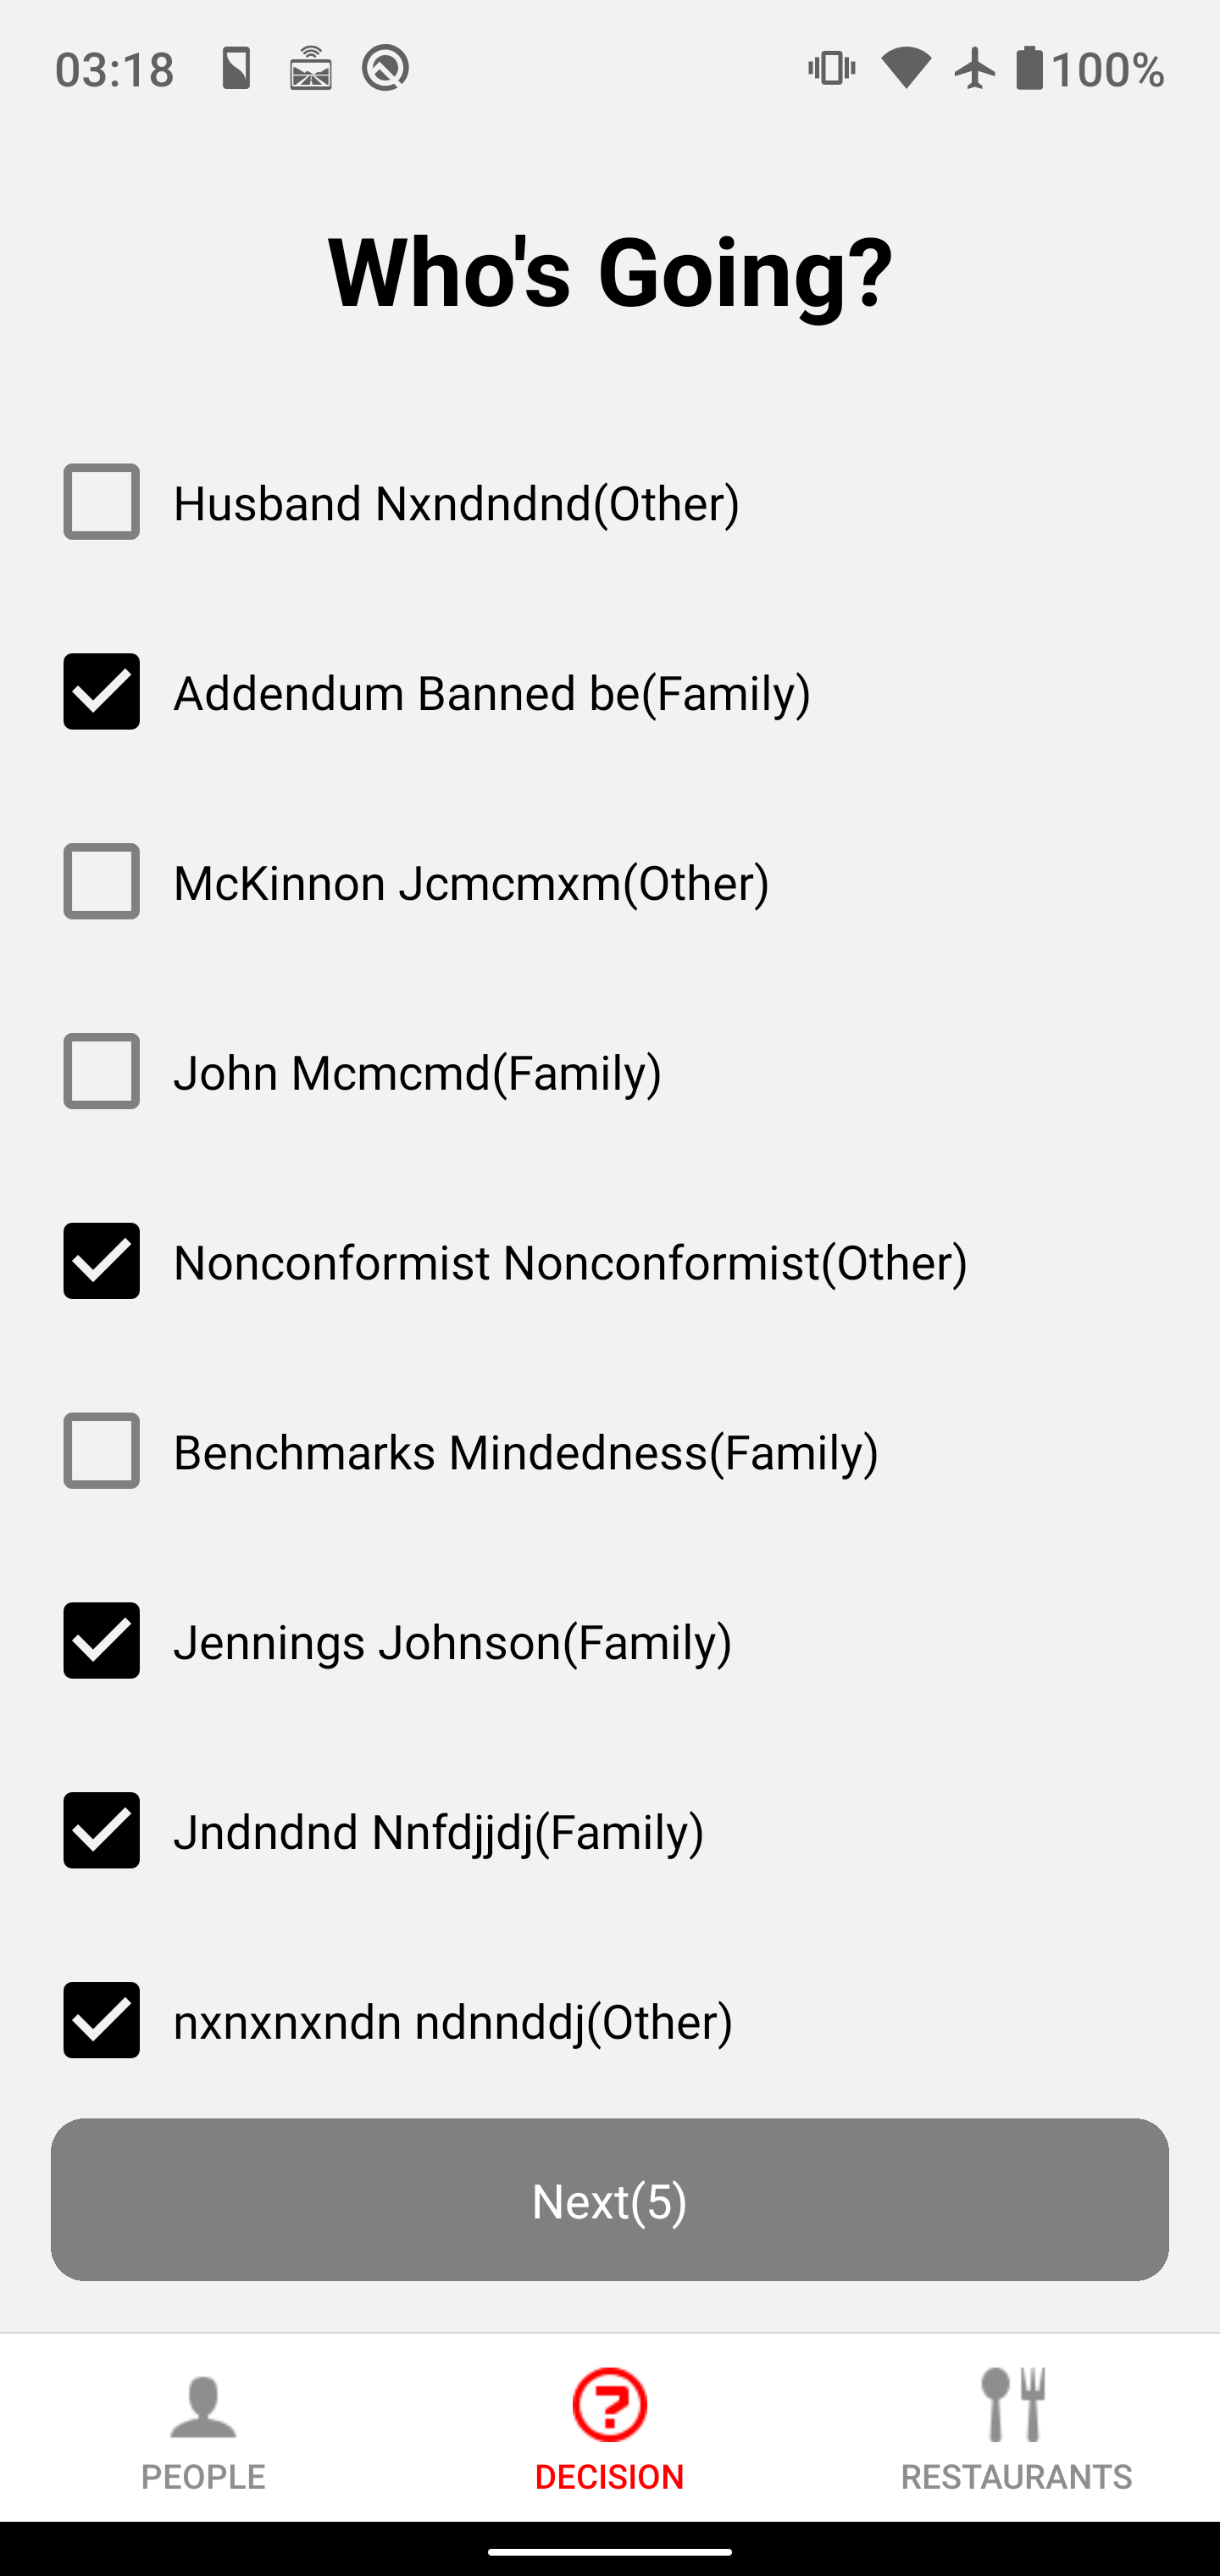 03:18
100%
Who's Going?
Husband Nxndndnd(Other)
Addendum Banned be(Family)
McKinnon Jcmcmxm(Other)
John Mcmcmd(Family)
Nonconformist Nonconformist(Other)
Benchmarks Mindedness(Family)
Jennings Johnson(Family)
Jndndnd Nnfdjjdj(Family)
nxnxnxndn ndnnddj(Other)
Next(5)
PEOPLE
DECISION
RESTAURANTS